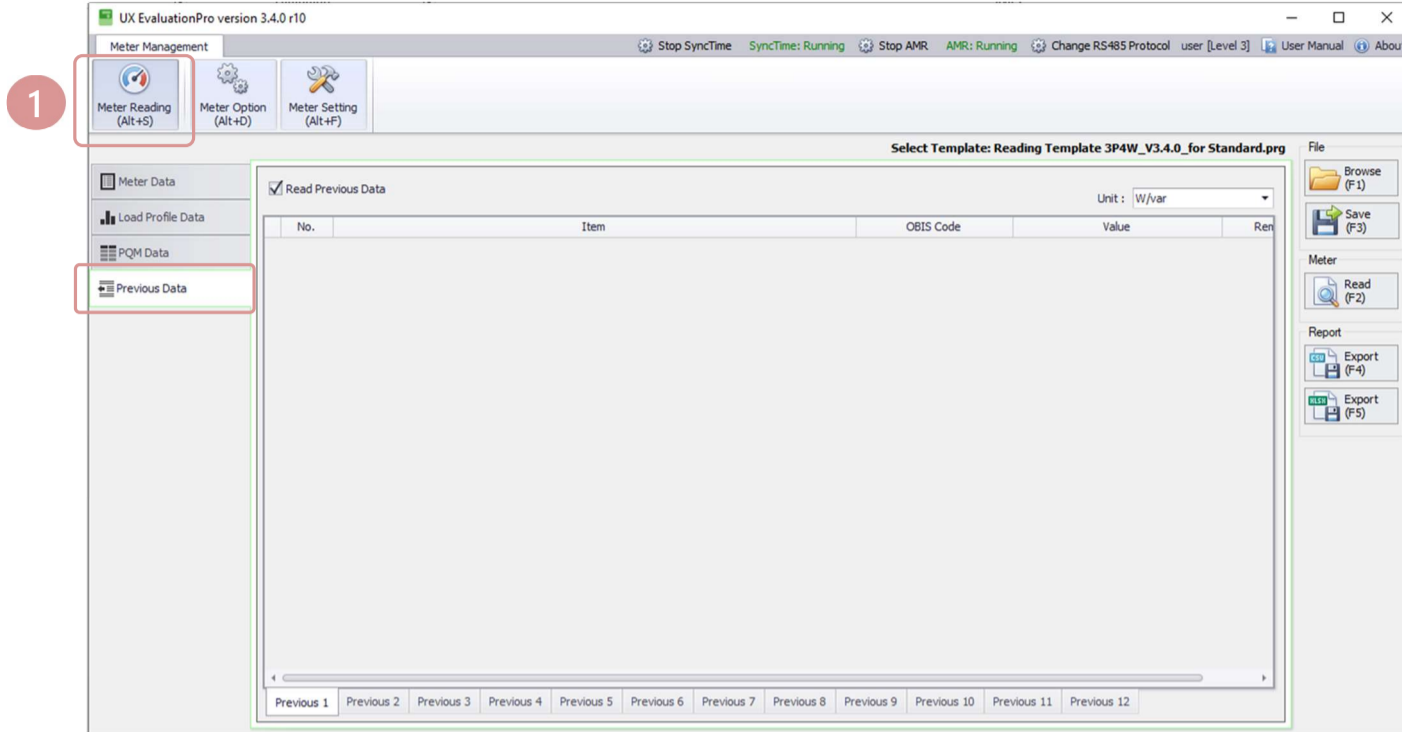 UX EvaluationPro version 3.4.0 r10
Meter Management
Stop SyncTime SyncTime: Running Stop AMR AMR: Running Change RS485 Protocol user [Level 3] User Manual Abou
1
Meter Reading
(Alt+S)
Meter Option
(Alt+D)
Meter Setting
(Alt+F)
Select Template: Reading Template 3P4W_V3.4.0_for Standard.prg
Meter Data
Load Profile Data
PQM Data
Previous Data
Read Previous Data
Unit : W/var
No. Item OBIS Code Value Ren
Previous 1 Previous 2 Previous 3 Previous 4 Previous 5 Previous 6 Previous 7 Previous 8 Previous 9 Previous 10 Previous 11 Previous 12
File
Browse
(F1)
Save
(F3)
Meter
Read
(F2)
Report
CSV
Export
(F4)
XLSX
Export
(F5)